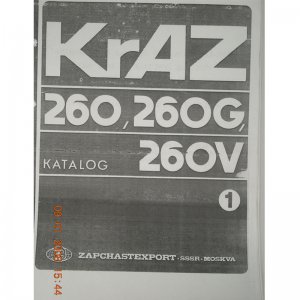 KrAZ
260, 260G,
KATALOG 260V
1
ZAPCHASTEXPORT · SSSR · MOSKVA